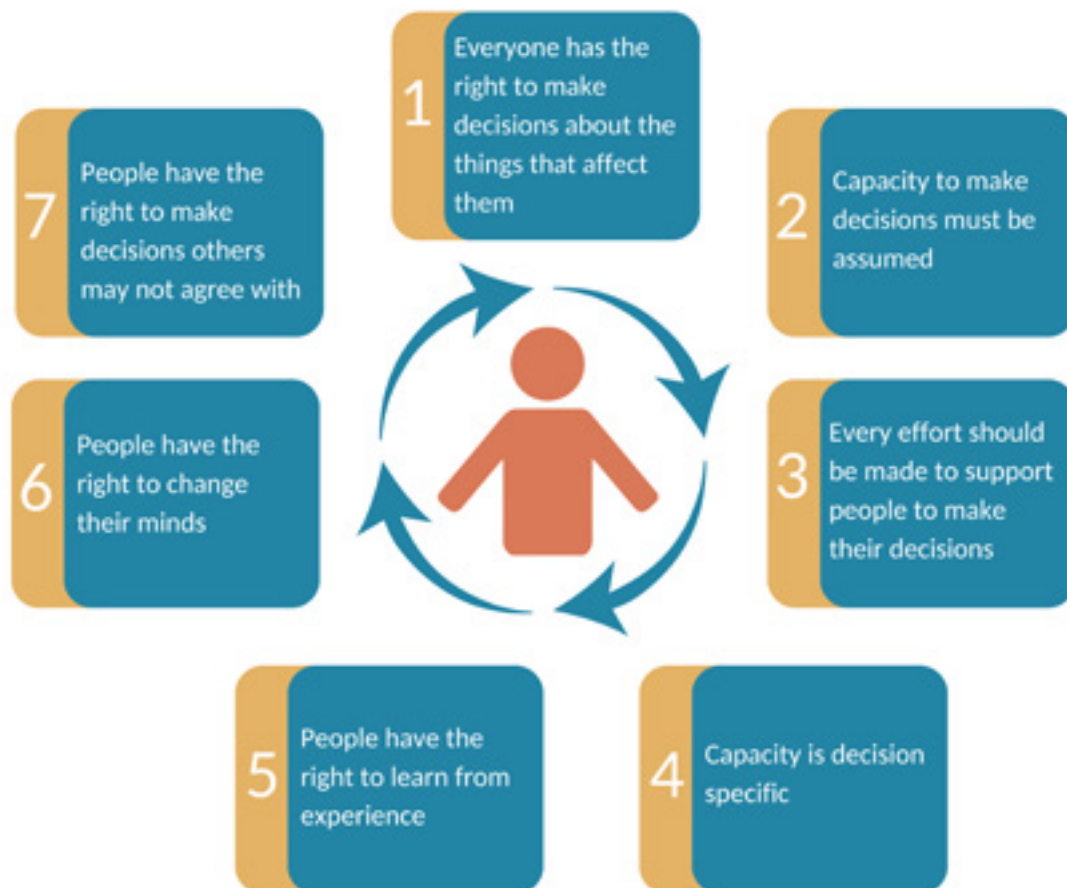 1
Everyone has the
right to make
decisions about the
things that affect
them
2
Capacity to make
decisions must be
assumed
3
Every effort should
be made to support
people to make
their decisions
4
Capacity is decision
specific
5
People have the
right to learn from
experience
6
People have the
right to change
their minds
7
People have the
right to make
decisions others
may not agree with